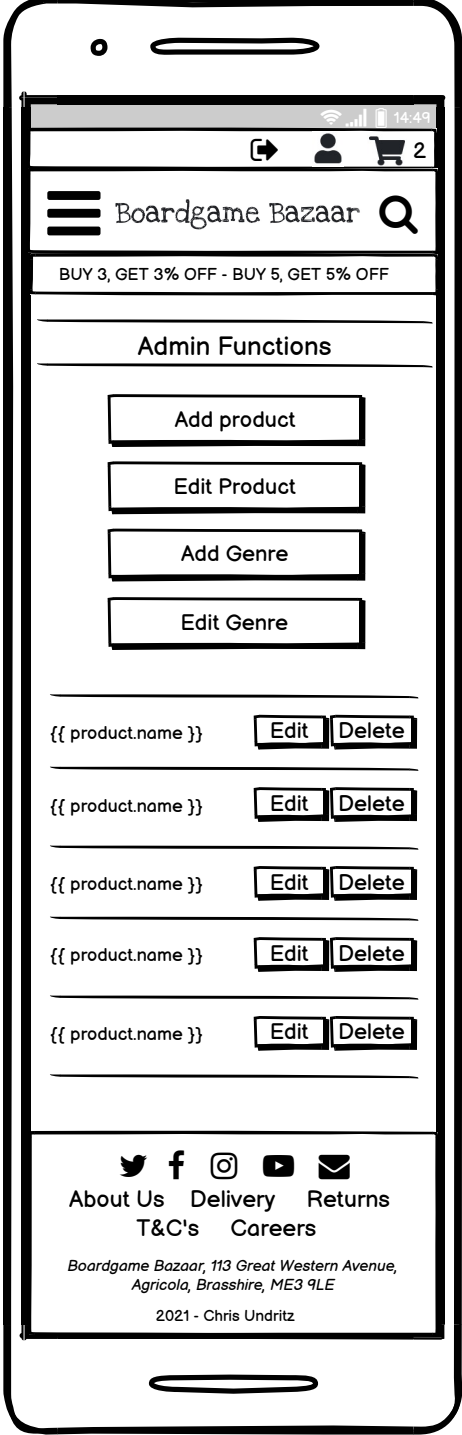 14:49
2
Boardgame Bazaar
BUY 3, GET 3% OFF - BUY 5, GET 5% OFF
Admin Functions
Add product
Edit Product
Add Genre
Edit Genre
{{ product.name }} Edit Delete
{{ product.name }} Edit Delete
{{ product.name }} Edit Delete
{{ product.name }} Edit Delete
{{ product.name }} Edit Delete
About Us Delivery Returns
T&C's Careers
Boardgame Bazaar, 113 Great Western Avenue,
Agricola, Brasshire, ME3 9LE
2021 - Chris Undritz